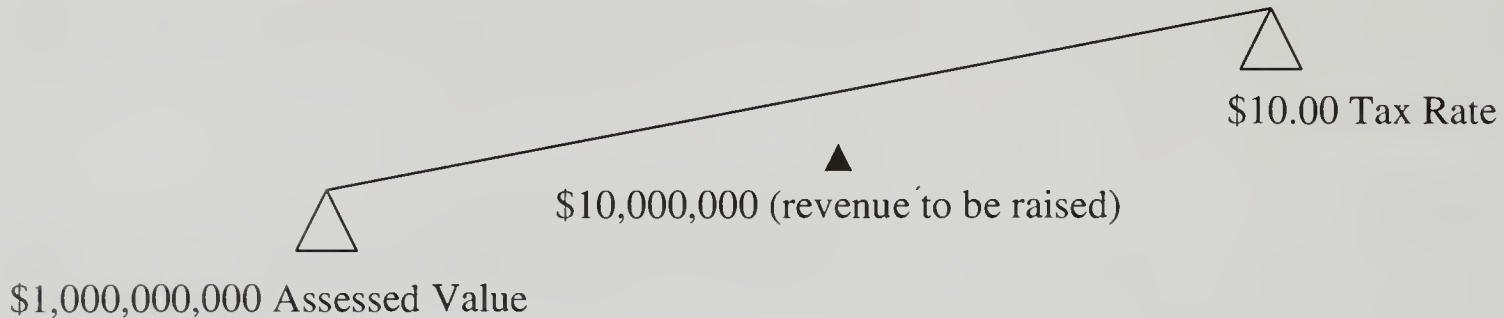 $10.00 Tax Rate
$10,000,000 (revenue to be raised)
$1,000,000,000 Assessed Value